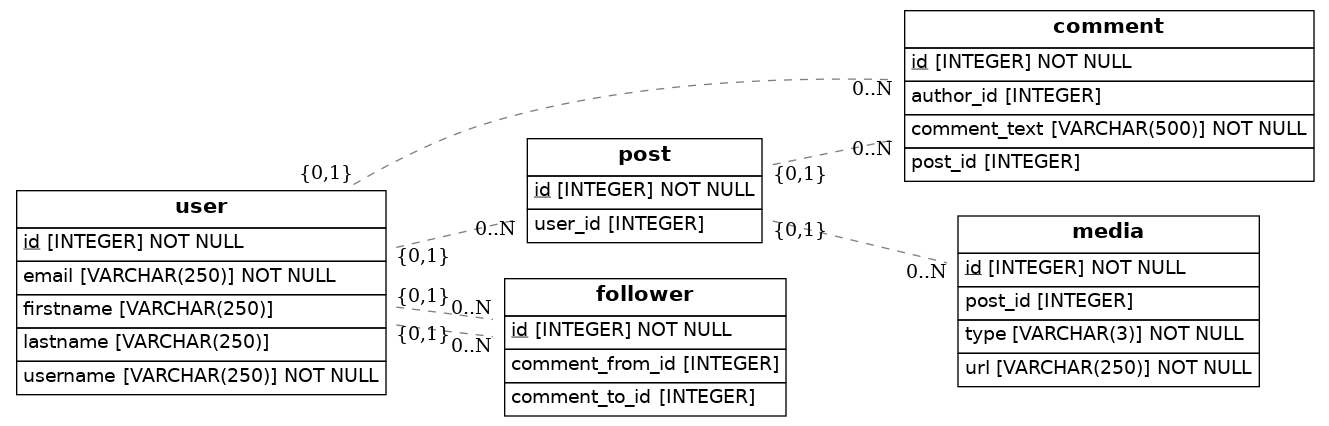 comment
id [INTEGER] NOT NULL
author_id [INTEGER]
comment_text [VARCHAR(500)] NOT NULL
post_id [INTEGER]
0..N
0..N
post
id [INTEGER] NOT NULL
user_id [INTEGER]
{0,1}
{0,1}
{0,1}
user
id [INTEGER] NOT NULL
email [VARCHAR(250)] NOT NULL
firstname [VARCHAR(250)]
lastname [VARCHAR(250)]
username [VARCHAR(250)] NOT NULL
0..N
{0,1}
{0,1}
0..N
{0,1}
0..N
follower
id [INTEGER] NOT NULL
comment_from_id [INTEGER]
comment_to_id [INTEGER]
0..N
media
id [INTEGER] NOT NULL
post_id [INTEGER]
type [VARCHAR(3)] NOT NULL
url [VARCHAR(250)] NOT NULL